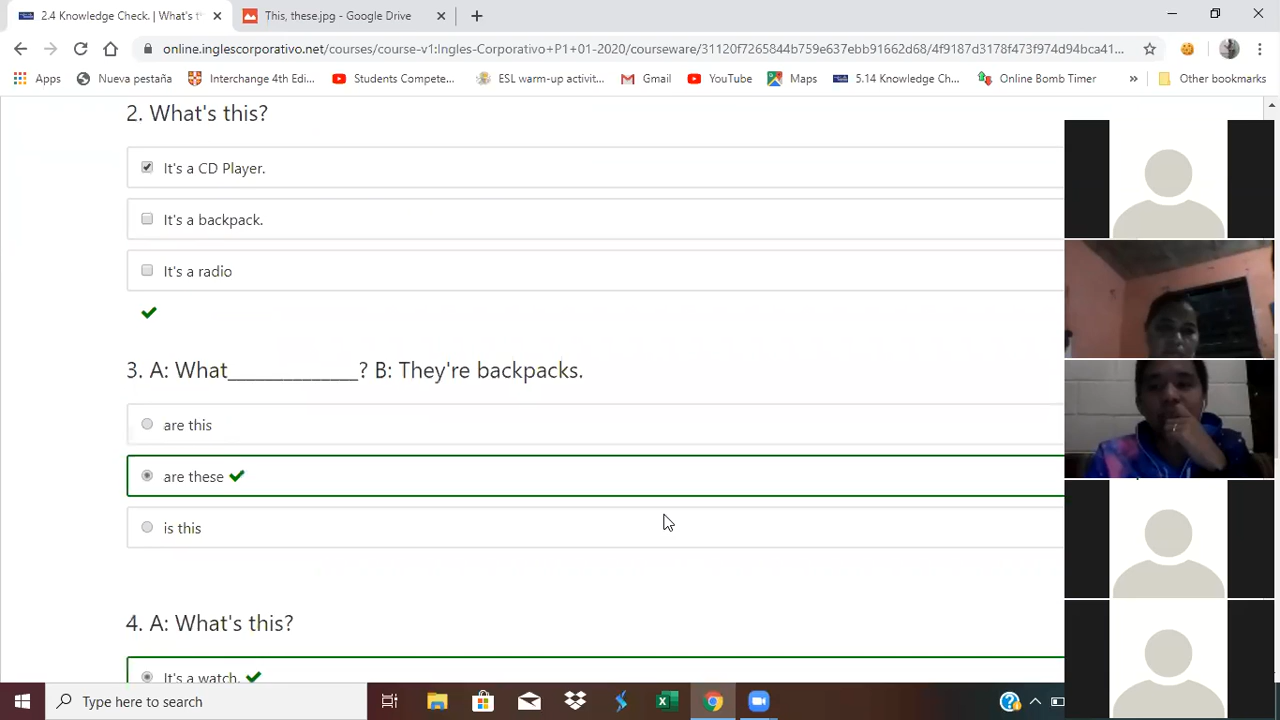 2.4 Knowledge Check. | What's t
This, these.jpg - Google Drive
online.inglescorporativo.net/courses/course-v1:Ingles-Corporativo+P1+01-2020/courseware/31120f7265844b759e637ebb91662d68/4f9187d3178f473f974d94bca41...
Apps Nueva pestaña Interchange 4th Edi... Students Compete... ESL warm-up activit... Gmail YouTube Maps 5.14 Knowledge Ch... Online Bomb Timer » Other bookmarks
2. What's this?
It's a CD Player.
It's a backpack.
It's a radio
3. A: What______________? B: They're backpacks.
are this
are these
is this
4. A: What's this?
It's a watch.
Type here to search